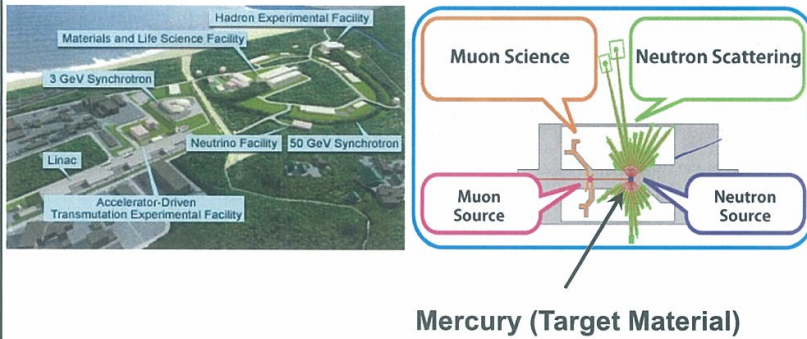 Hadron Experimental Facility
Materials and Life Science Facility
3 GeV Synchrotron
Neutrino Facility
50 GeV Synchrotron
Linac
Accelerator-Driven
Transmutation Experimental Facility
Muon Science
Neutron Scattering
Muon
Source
Neutron
Source
Mercury (Target Material)